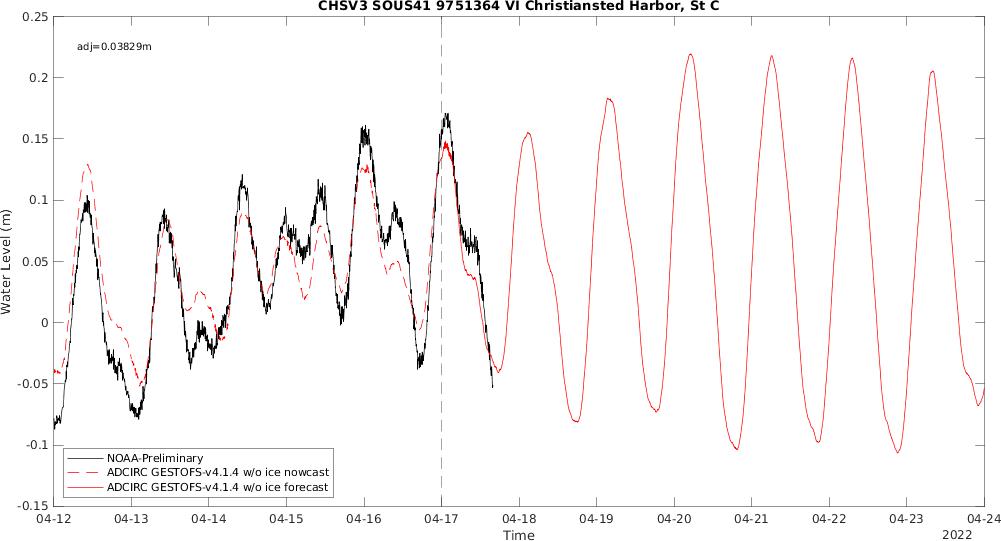 CHSV3 SOUS41 9751364 VI Christiansted Harbor, St C
adj=0.03829m
Water Level (m)
0.25
0.2
0.15
0.1
0.05
0
-0.05
-0.1
-0.15
NOAA-Preliminary
ADCIRC GESTOFS-v4.1.4 w/o ice nowcast
ADCIRC GESTOFS-v4.1.4 w/o ice forecast
04-12 04-13 04-14 04-15 04-16 04-17 04-18 04-19 04-20 04-21 04-22 04-23 04-24
Time
2022